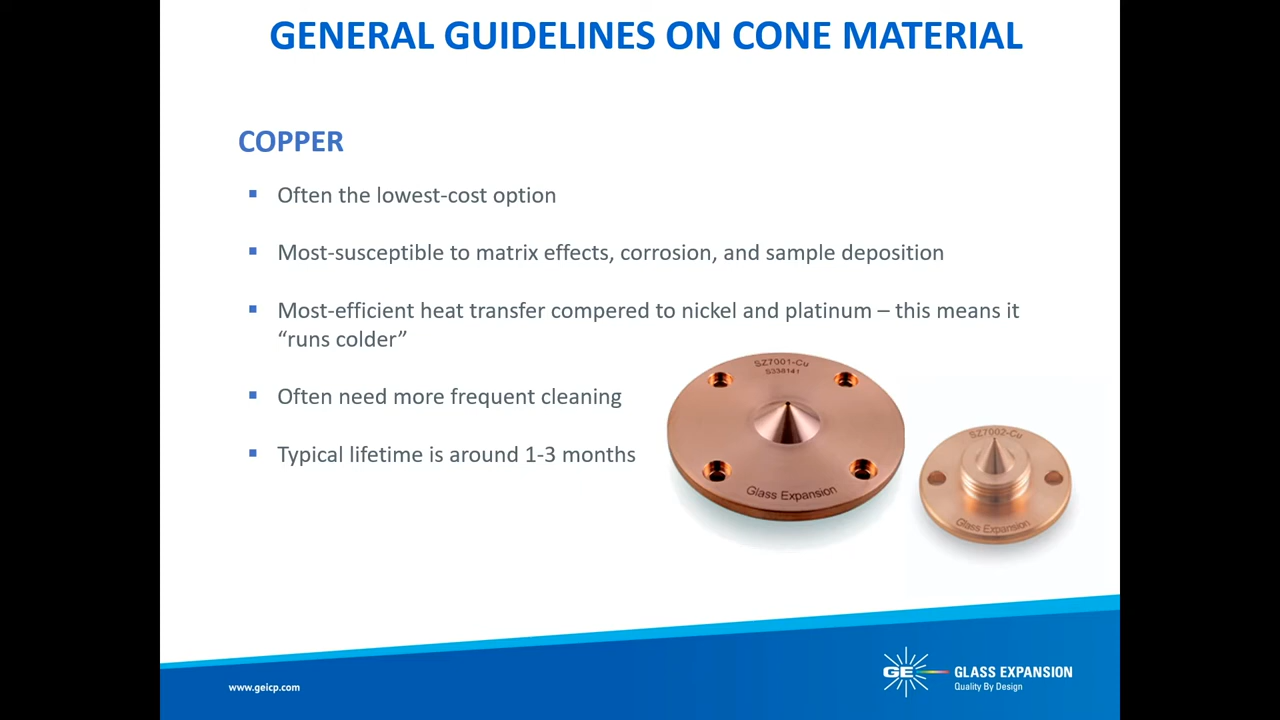 GENERAL GUIDELINES ON CONE MATERIAL
COPPER
Often the lowest-cost option
Most-susceptible to matrix effects, corrosion, and sample deposition
Most-efficient heat transfer compared to nickel and platinum – this means it
“runs colder”
Often need more frequent cleaning
Typical lifetime is around 1-3 months
SZ7001-Cu
S338141
Glass Expansion
SZ7002-Cu
Glass Expansion
www.geicp.com
GE
GLASS EXPANSION
Quality By Design